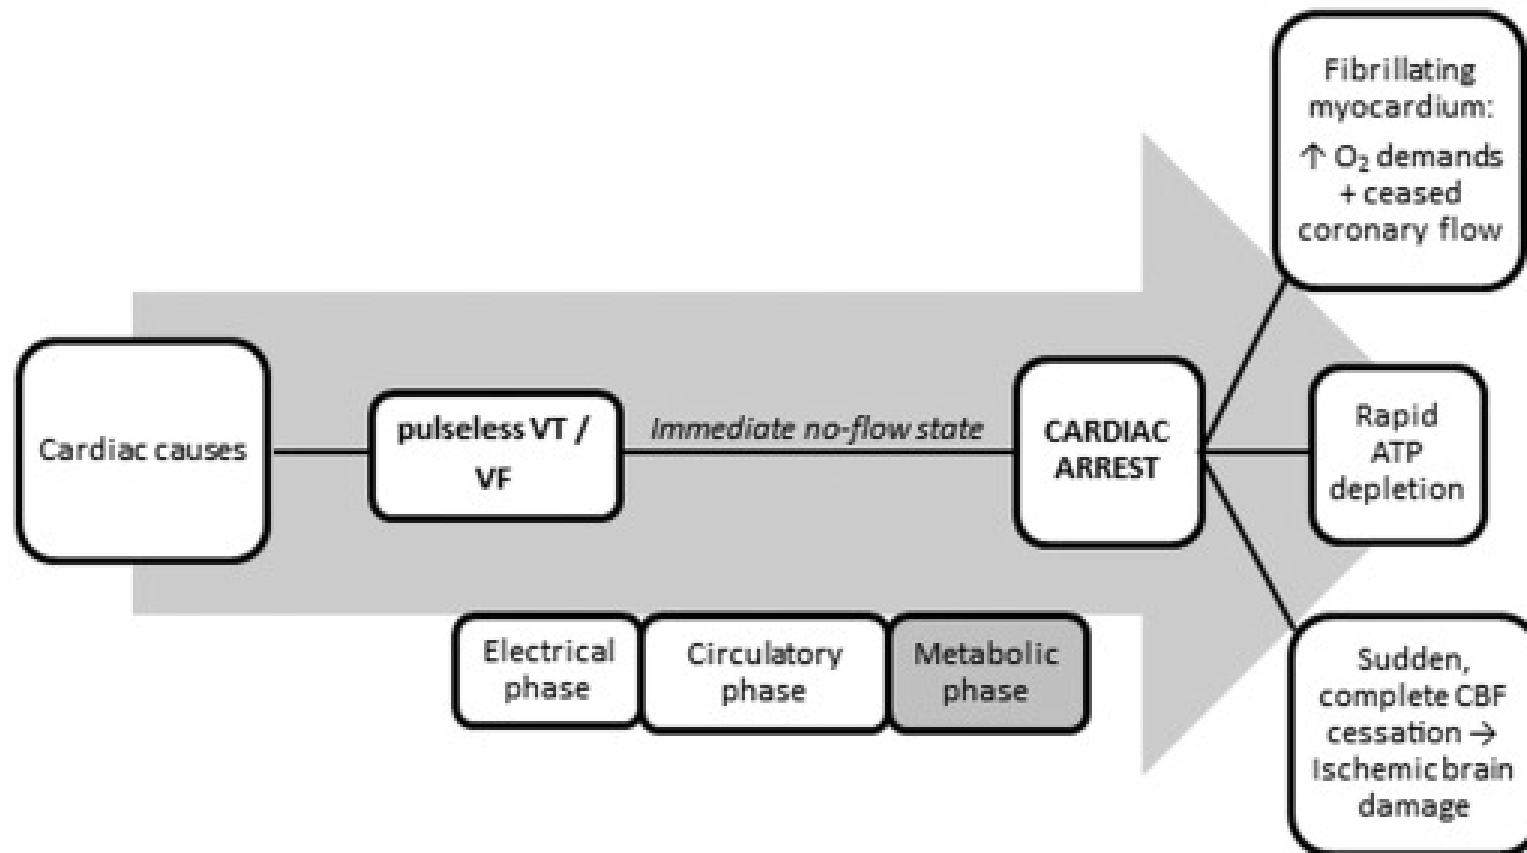 Fibrillating
myocardium:
↑ O₂ demands
+ ceased
coronary flow
Cardiac causes
pulseless VT /
VF
Immediate no-flow state
CARDIAC
ARREST
Rapid
ATP
depletion
Electrical
phase
Circulatory
phase
Metabolic
phase
Sudden,
complete CBF
cessation →
Ischemic brain
damage